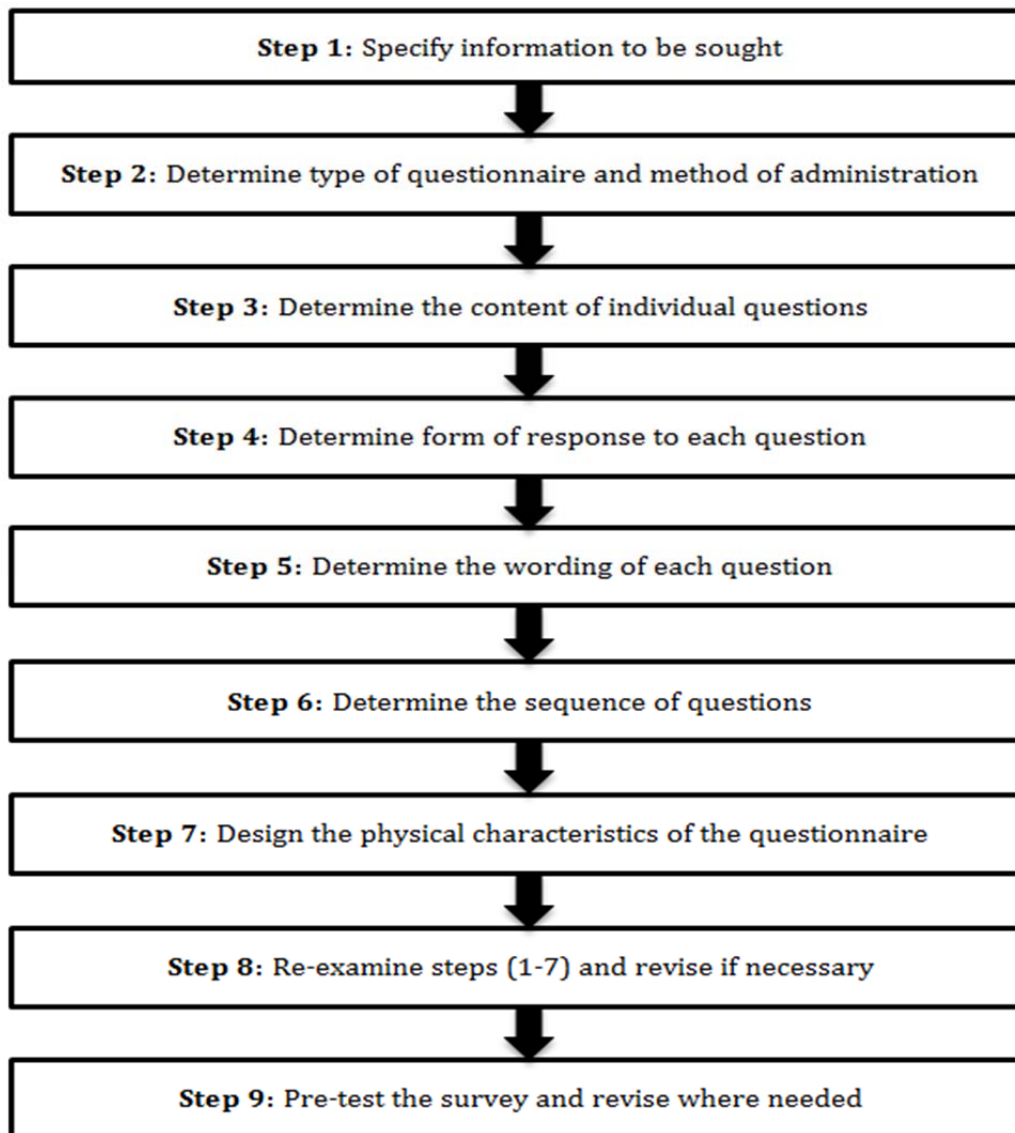 Step 1: Specify information to be sought
Step 2: Determine type of questionnaire and method of administration
Step 3: Determine the content of individual questions
Step 4: Determine form of response to each question
Step 5: Determine the wording of each question
Step 6: Determine the sequence of questions
Step 7: Design the physical characteristics of the questionnaire
Step 8: Re-examine steps (1-7) and revise if necessary
Step 9: Pre-test the survey and revise where needed